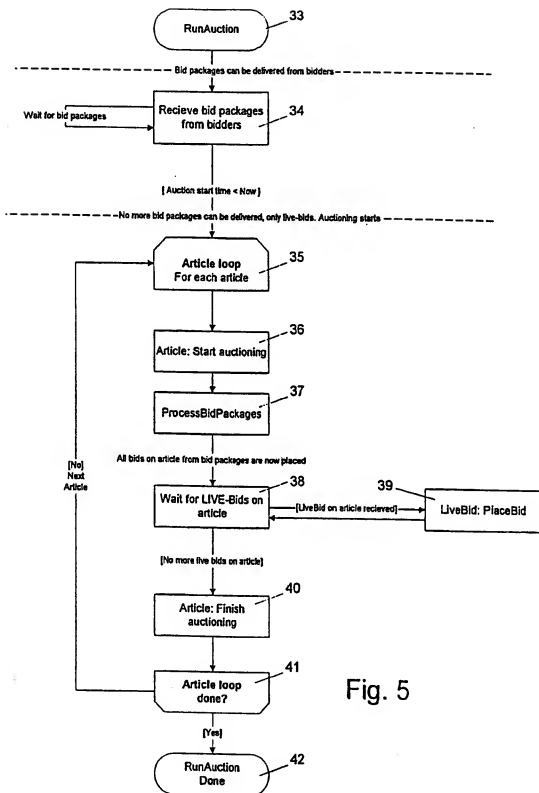 33
RunAuction
Bid packages can be delivered from bidders
Wait for bid packages
Recieve bid packages
from bidders
34
[ Auction start time < Now ]
No more bid packages can be delivered, only live-bids. Auctioning starts
35
Article loop
For each article
36
Article: Start auctioning
37
ProcessBidPackages
All bids on article from bid packages are now placed
[No]
Next
Article
38
Wait for LIVE-Bids on
article
[LiveBid on article recieved]
39
LiveBid: PlaceBid
[No more live bids on article]
40
Article: Finish
auctioning
41
Article loop
done?
Fig. 5
[Yes]
42
RunAuction
Done